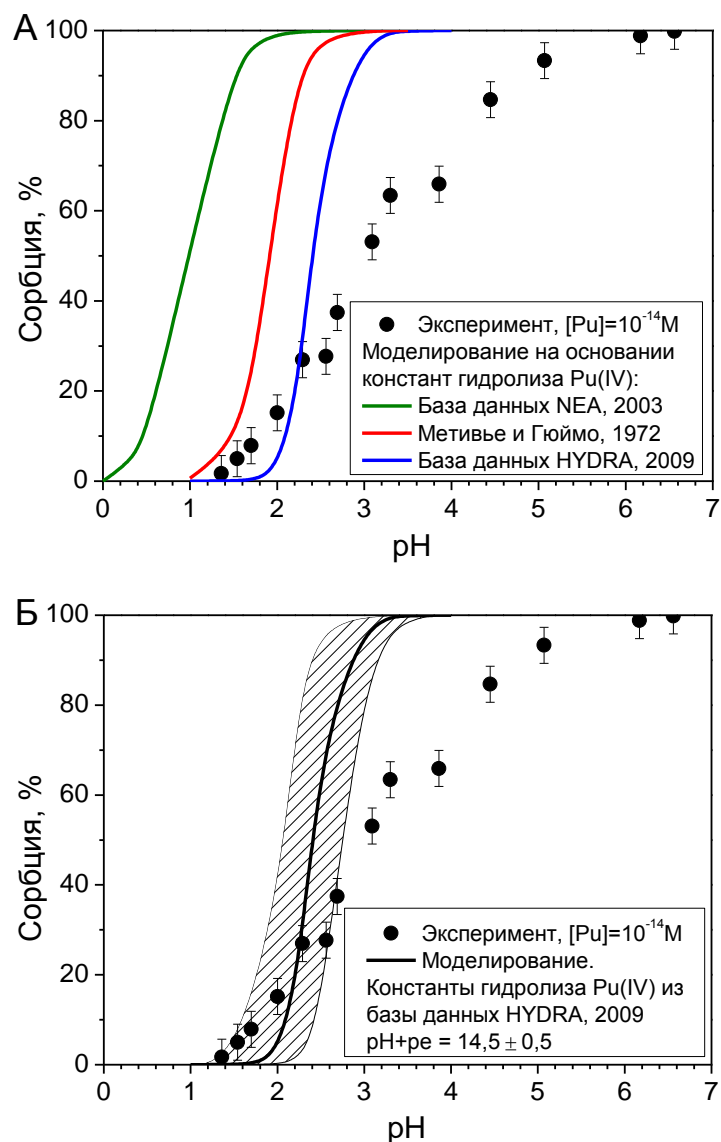 А
100
80
60
40
20
0
Сорбция, %
Эксперимент, [Pu]=10⁻¹⁴M
Моделирование на основании
констант гидролиза Pu(IV):
База данных NEA, 2003
Метивье и Гюймо, 1972
База данных HYDRA, 2009
0 1 2 3 4 5 6 7
pH
Б
100
80
60
40
20
0
Сорбция, %
Эксперимент, [Pu]=10⁻¹⁴M
Моделирование.
Константы гидролиза Pu(IV) из
базы данных HYDRA, 2009
pH+pe = 14,5 ± 0,5
0 1 2 3 4 5 6 7
pH